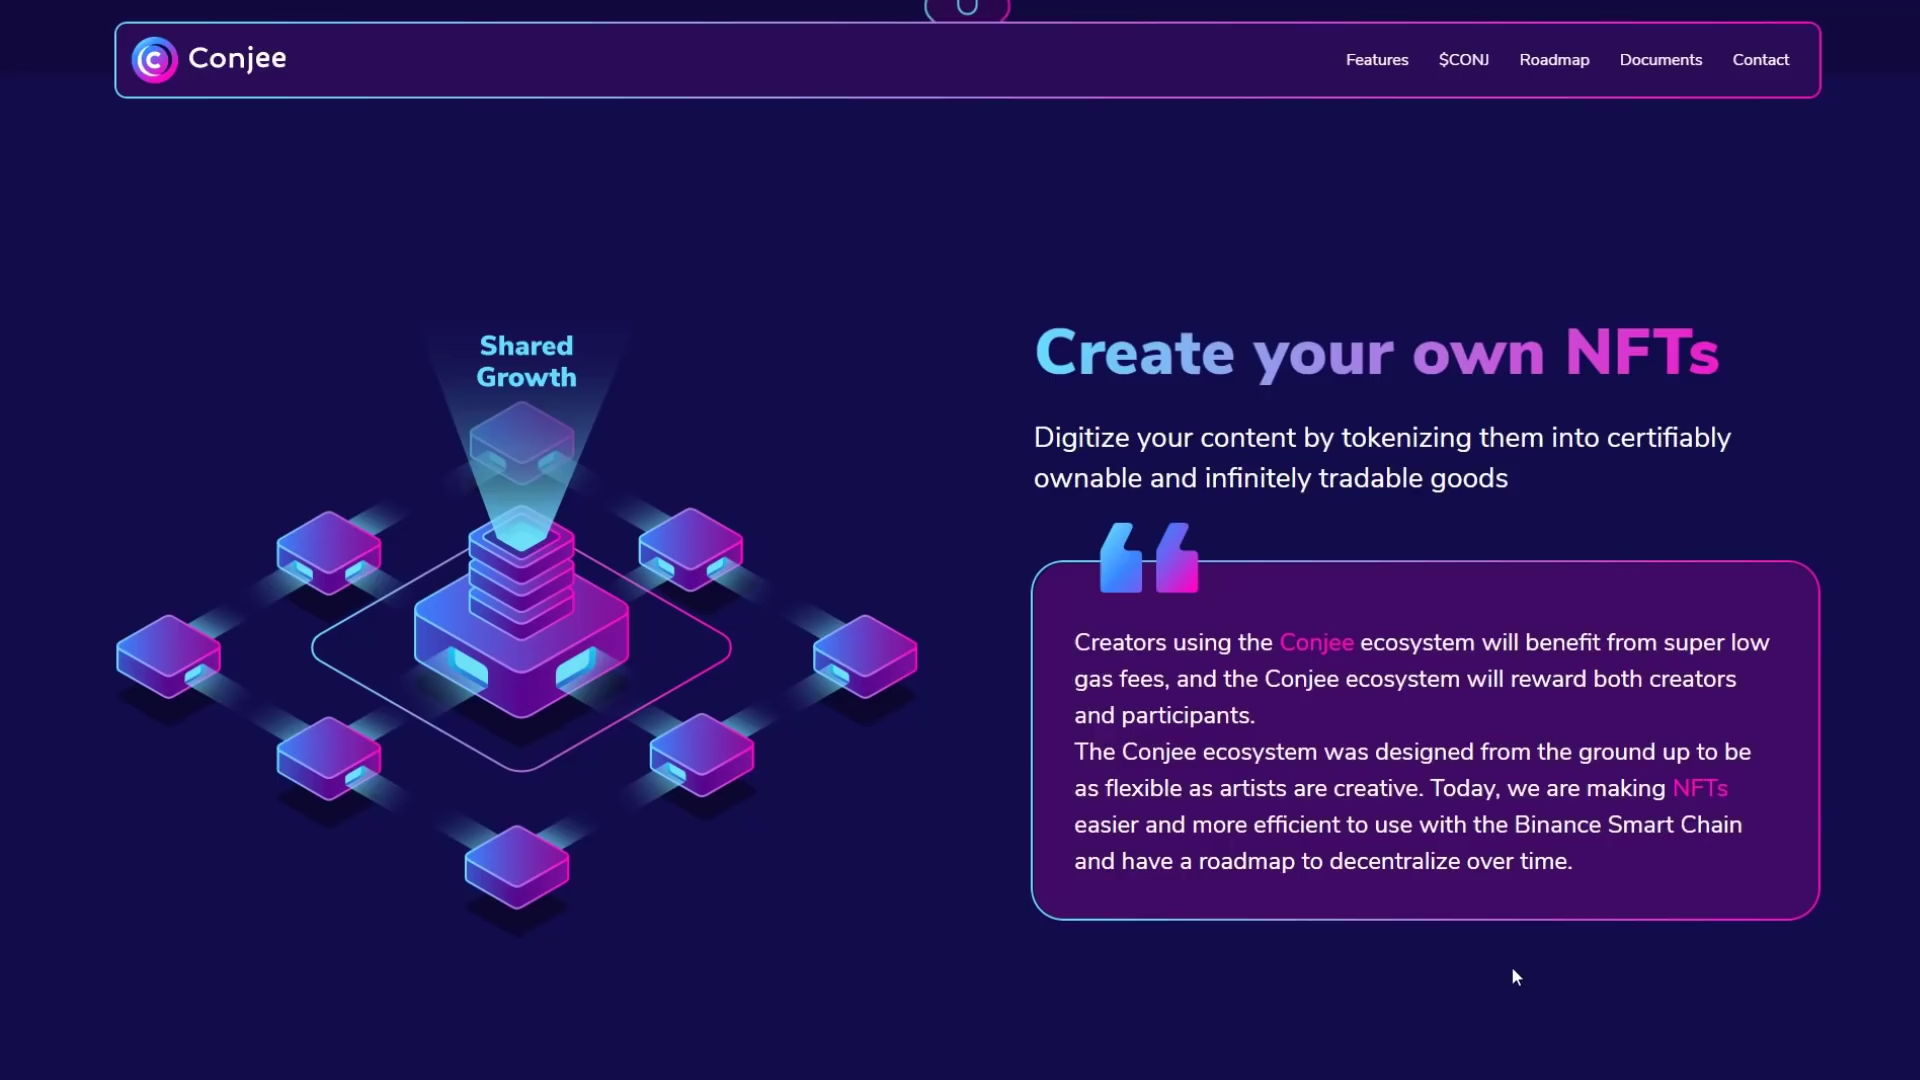 Conjee
Features
$CONJ
Roadmap
Documents
Contact
Shared
Growth
Create your own NFTs
Digitize your content by tokenizing them into certifiably
ownable and infinitely tradable goods
Creators using the Conjee ecosystem will benefit from super low
gas fees, and the Conjee ecosystem will reward both creators
and participants.
The Conjee ecosystem was designed from the ground up to be
as flexible as artists are creative. Today, we are making NFTs
easier and more efficient to use with the Binance Smart Chain
and have a roadmap to decentralize over time.